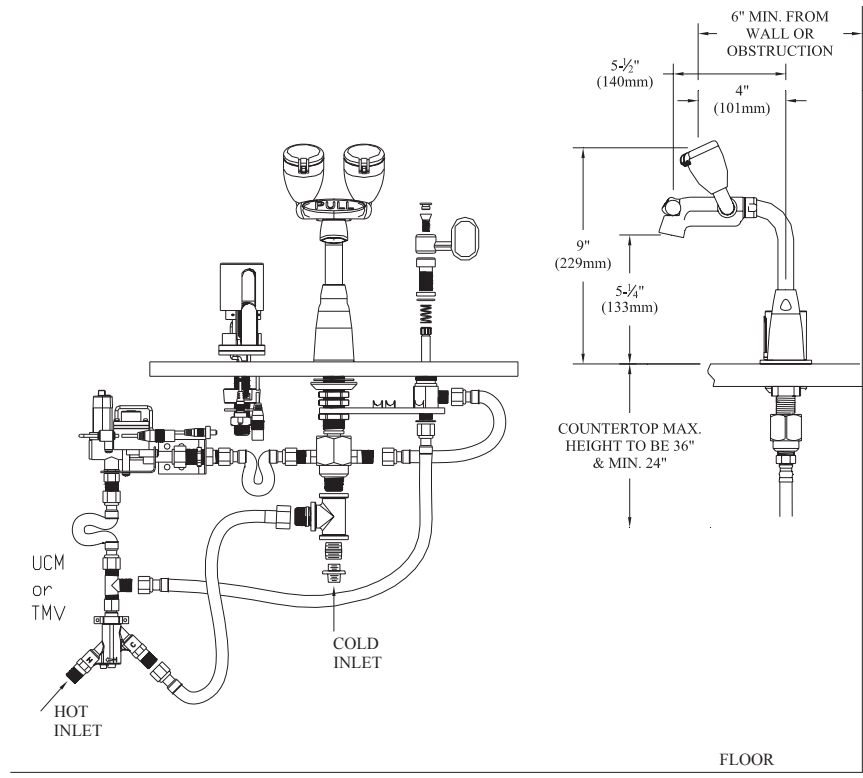 6" MIN. FROM
WALL OR
OBSTRUCTION
5-½"
(140mm)
4"
(101mm)
PULL
9"
(229mm)
5-¼"
(133mm)
COUNTERTOP MAX.
HEIGHT TO BE 36"
& MIN. 24"
UCM
or
TMV
H
C
COLD
INLET
HOT
INLET
FLOOR